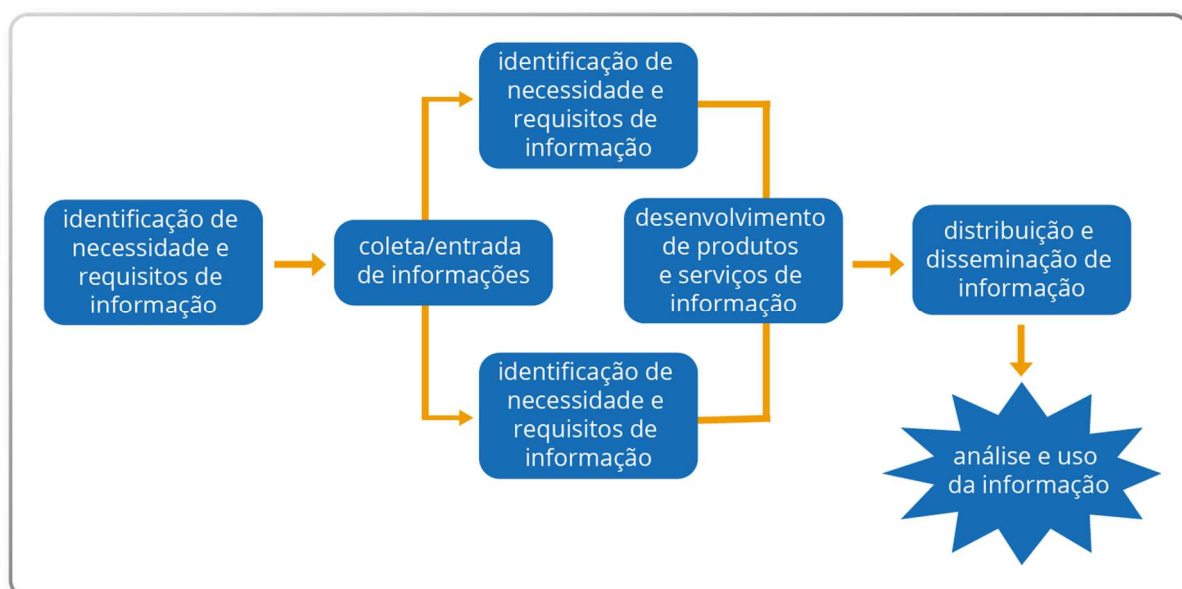 identificação de
necessidade e
requisitos de
informação
coleta/entrada
de informações
identificação de
necessidade e
requisitos de
informação
identificação de
necessidade e
requisitos de
informação
desenvolvimento
de produtos
e serviços de
informação
distribuição e
disseminação de
informação
análise e uso
da informação